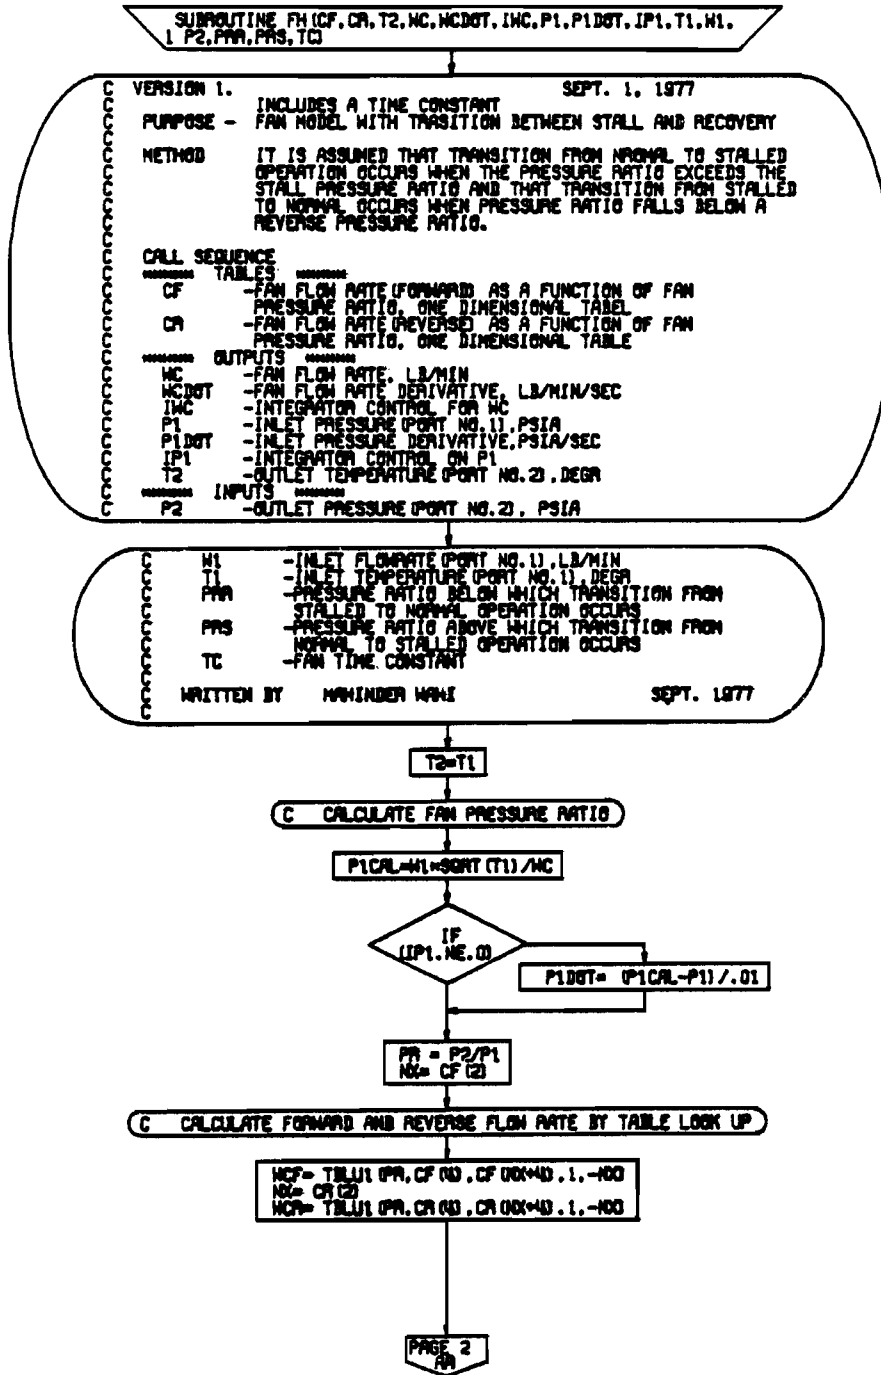 SUBROUTINE FH(CF,CR,T2,WC,WCDOT,IWC,P1,P1DOT,IP1,T1,W1,
1 P2,PRR,PRS,TC)
C VERSION 1. SEPT. 1, 1977
C INCLUDES A TIME CONSTANT
C PURPOSE - FAN MODEL WITH TRASITION BETWEEN STALL AND RECOVERY
C
C METHOD IT IS ASSUMED THAT TRANSITION FROM NROMAL TO STALLED
C OPERATION OCCURS WHEN THE PRESSURE RATIO EXCEEDS THE
C STALL PRESSURE RATIO AND THAT TRANSITION FROM STALLED
C TO NORMAL OCCURS WHEN PRESSURE RATIO FALLS BELOW A
C REVERSE PRESSURE RATIO.
C
C CALL SEQUENCE
C ******* TABLES *******
C CF -FAN FLOW RATE(FORWARD) AS A FUNCTION OF FAN
C PRESSURE RATIO, ONE DIMENSIONAL TABEL
C CR -FAN FLOW RATE(REVERSE) AS A FUNCTION OF FAN
C PRESSURE RATIO, ONE DIMENSIONAL TABLE
C ******* OUTPUTS *******
C WC -FAN FLOW RATE, LB/MIN
C WCDOT -FAN FLOW RATE DERIVATIVE, LB/MIN/SEC
C IWC -INTEGRATOR CONTROL FOR WC
C P1 -INLET PRESSURE(PORT NO.1),PSIA
C P1DOT -INLET PRESSURE DERIVATIVE,PSIA/SEC
C IP1 -INTEGRATOR CONTROL ON P1
C T2 -OUTLET TEMPERATURE(PORT NO.2),DEGR
C ******* INPUTS *******
C P2 -OUTLET PRESSURE(PORT NO.2), PSIA
C W1 -INLET FLOWRATE(PORT NO.1),LB/MIN
C T1 -INLET TEMPERATURE(PORT NO.1),DEGR
C PRR -PRESSURE RATIO BELOW WHICH TRANSITION FROM
C STALLED TO NORMAL OPERATION OCCURS
C PRS -PRESSURE RATIO ABOVE WHICH TRANSITION FROM
C NORMAL TO STALLED OPERATION OCCURS
C TC -FAN TIME CONSTANT
C
C WRITTEN BY MAHINDER WAHI SEPT. 1977
C
T2=T1
C CALCULATE FAN PRESSURE RATIO
P1CAL=W1*SQRT(T1)/WC
IF
(IP1.NE.0)
P1DOT= (P1CAL-P1)/.01
PR = P2/P1
NX= CF(2)
C CALCULATE FORWARD AND REVERSE FLOW RATE BY TABLE LOOK UP
WCF= TBLU1(PR,CF(4),CF(NX+4),1,-NX)
NX= CR(2)
WCR= TBLU1(PR,CR(4),CR(NX+4),1,-NX)
PAGE 2
AA